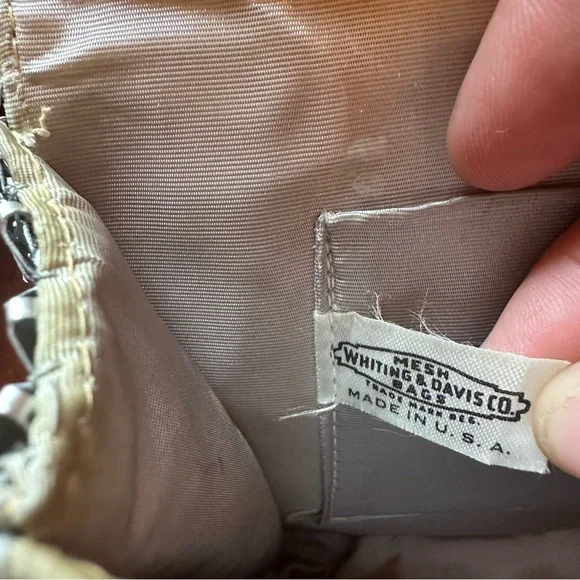 MESH
WHITING & DAVIS CO.
BAGS
TRADE MARK REG.
MADE IN U. S. A.